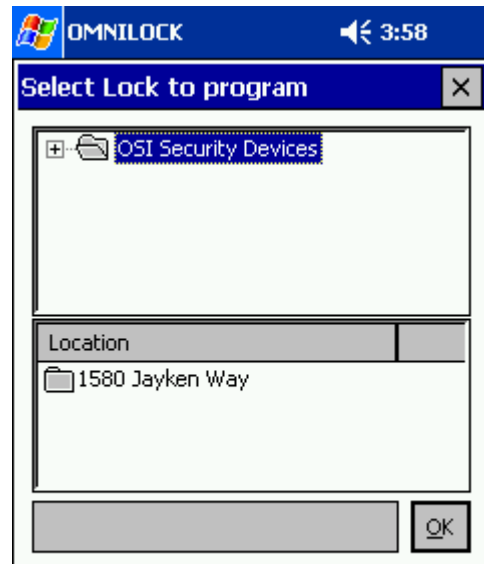 OMNILOCK 3:58
Select Lock to program
OSI Security Devices
Location
1580 Jayken Way
OK